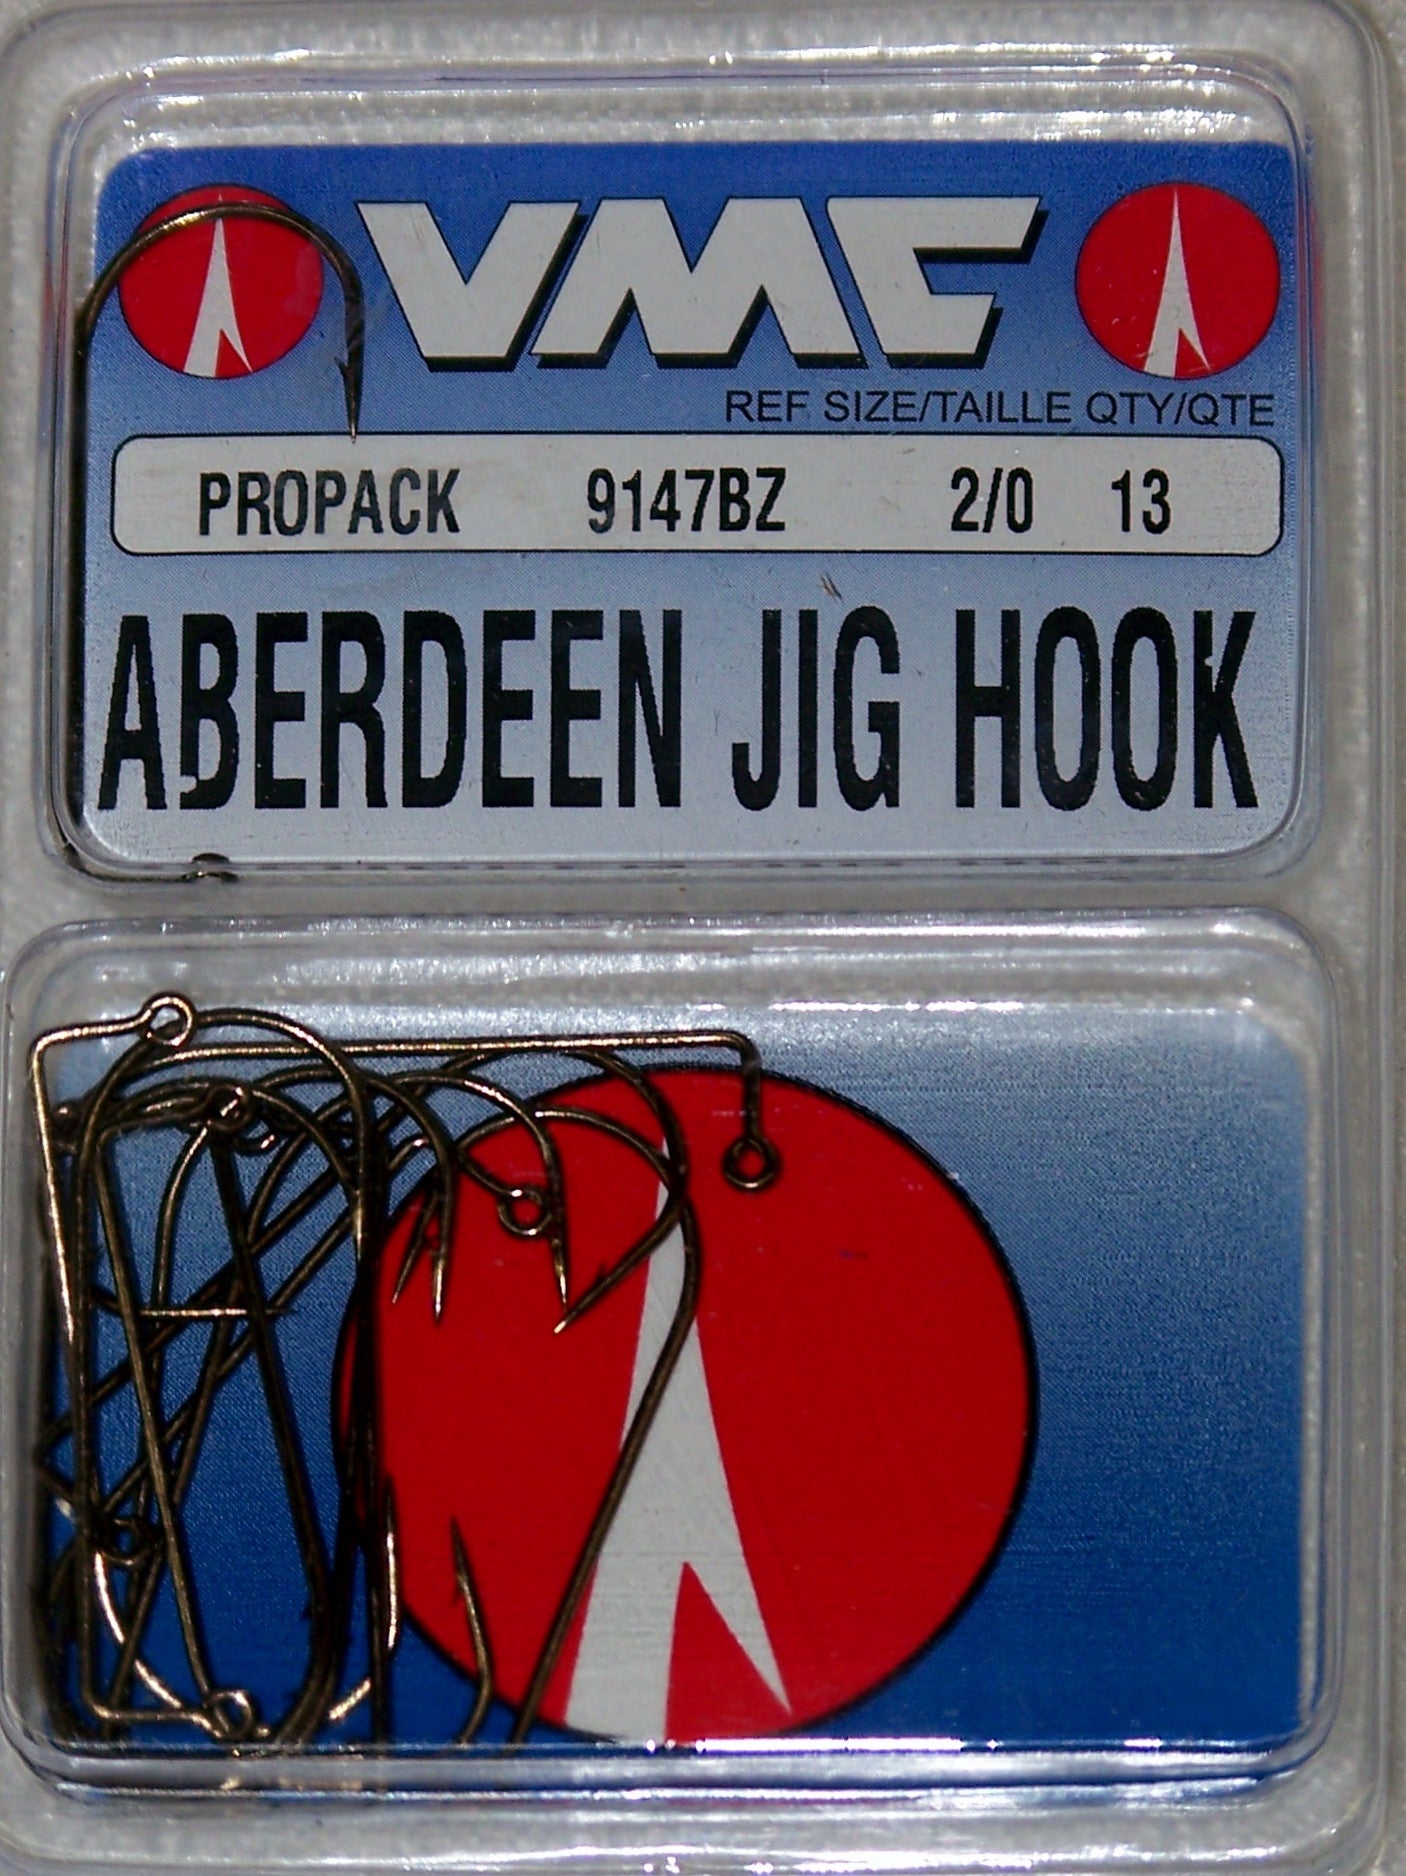 VMC
REF SIZE/TAILLE QTY/QTE
PROPACK 9147BZ 2/0 13
ABERDEEN JIG HOOK